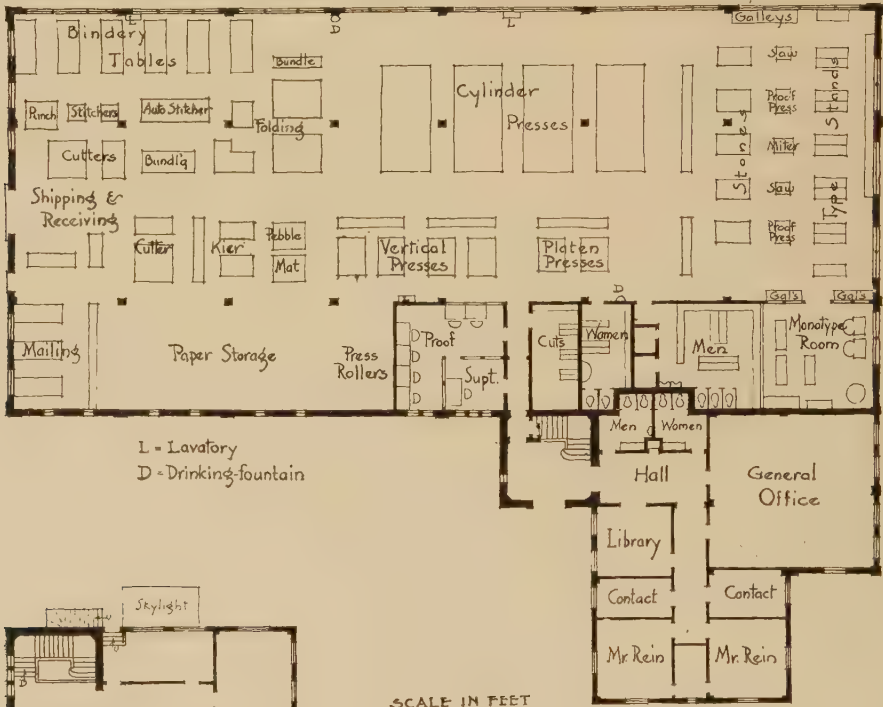 L
D
L
Galleys
Bindery
Tables
Bundle
Saw
Cylinder
Presses
Punch
Stitchers
Auto Stitcher
Folding
Proof
Press
Stones
Type Stands
Cutters
Bundl'g
Miter
Shipping &
Receiving
Saw
Cutter
Kier
Pebble
Mat
Vertical
Presses
Platen
Presses
Proof
Press
D
Gal's
Gal's
Mailing
Paper Storage
Press
Rollers
Proof
Supt.
Cuts
Women
Men
Monotype
Room
Men
Women
L = Lavatory
D = Drinking-fountain
Hall
General
Office
Library
Contact
Contact
Skylight
Mr. Rein
Mr. Rein
D
SCALE IN FEET